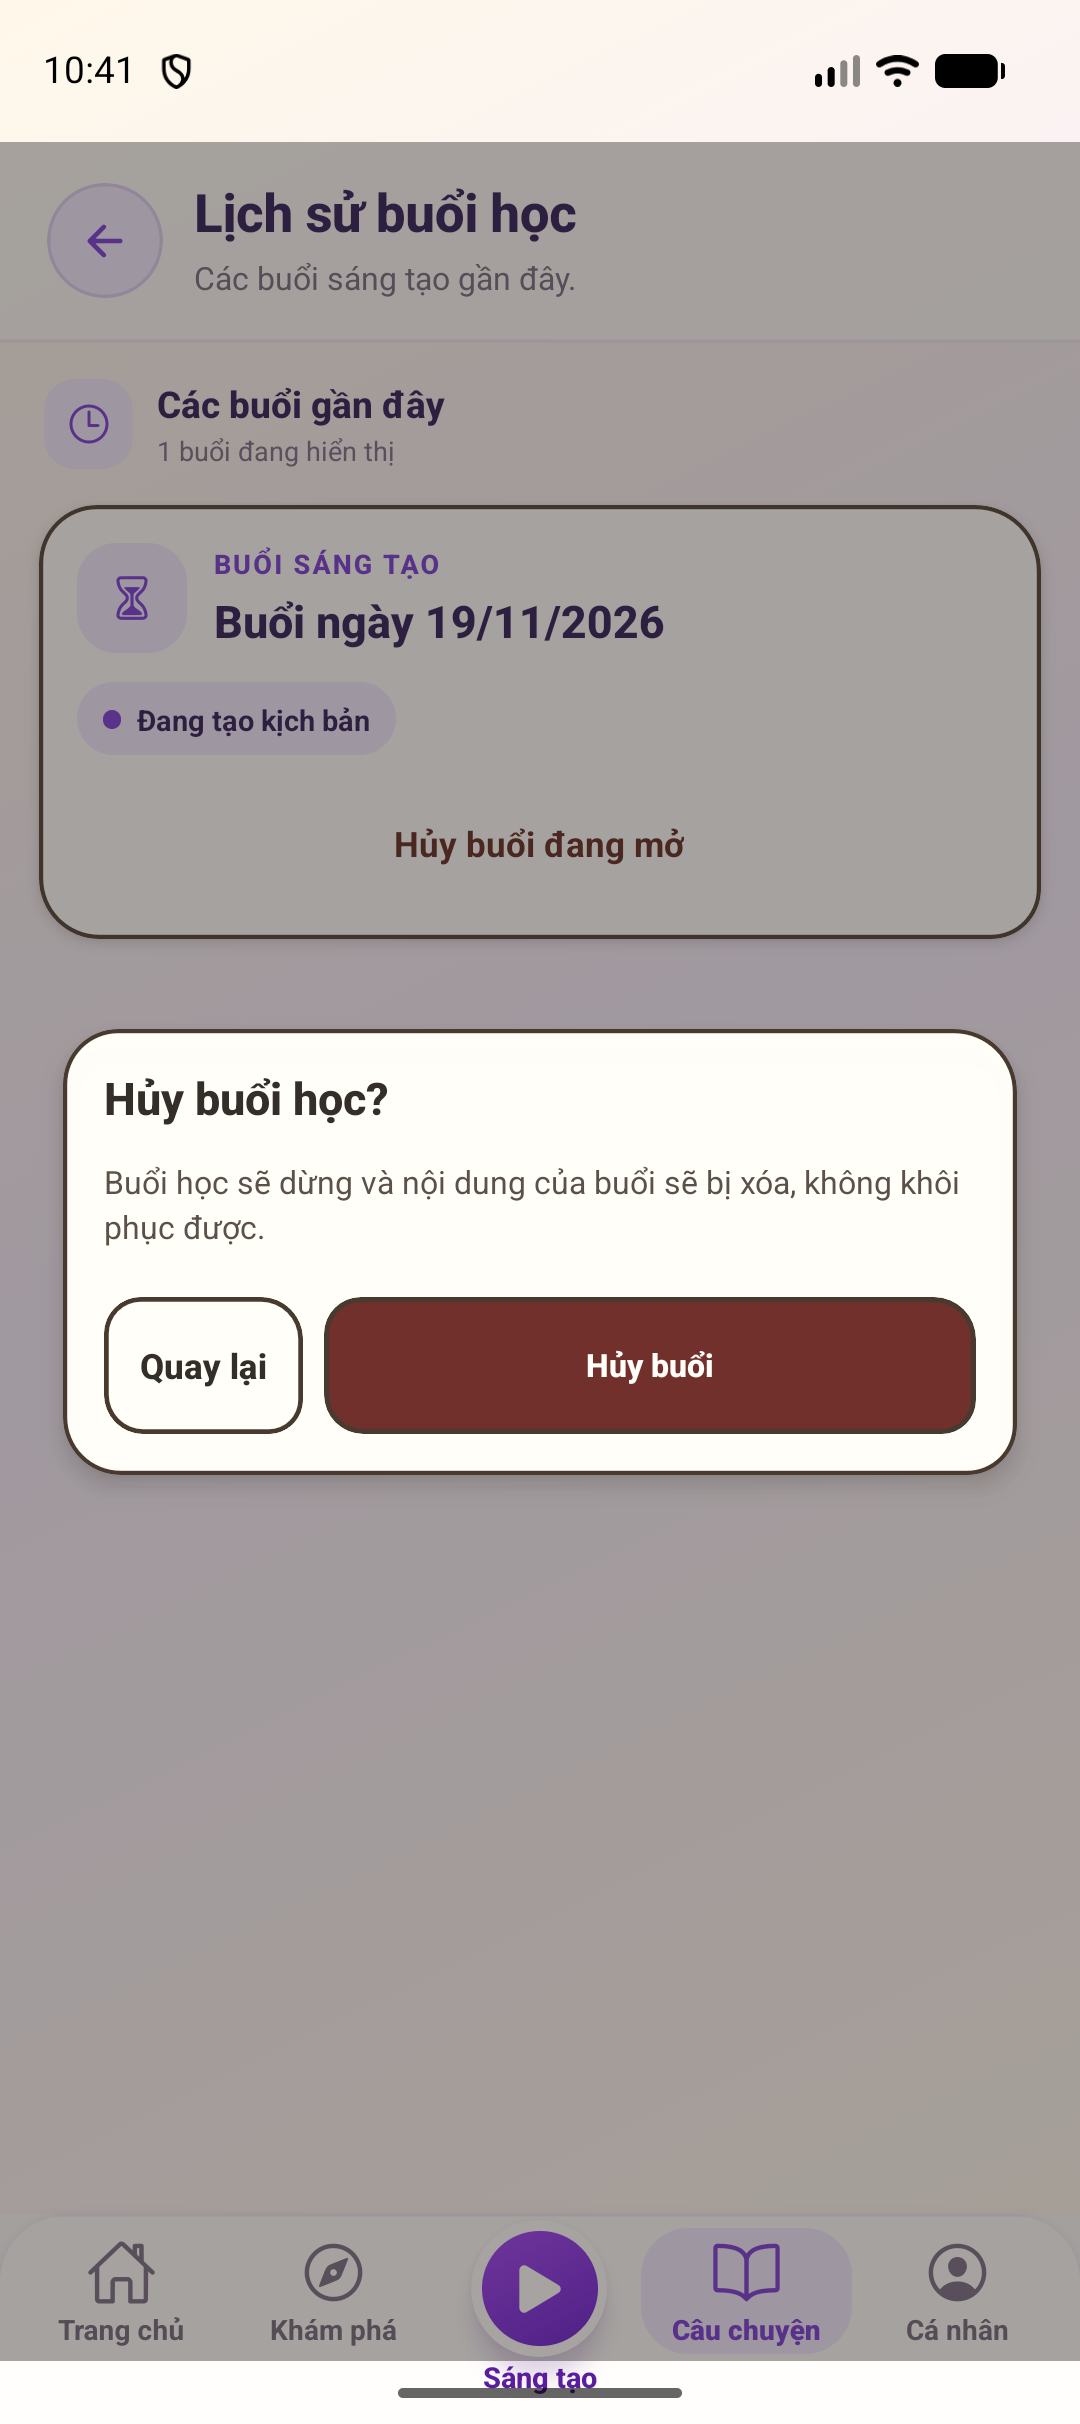 10:41
Lịch sử buổi học
Các buổi sáng tạo gần đây.
Các buổi gần đây
1 buổi đang hiển thị
BUỔI SÁNG TẠO
Buổi ngày 19/11/2026
Đang tạo kịch bản
Hủy buổi đang mở
Hủy buổi học?
Buổi học sẽ dừng và nội dung của buổi sẽ bị xóa, không khôi
phục được.
Quay lại
Hủy buổi
Trang chủ
Khám phá
Sáng tạo
Câu chuyện
Cá nhân